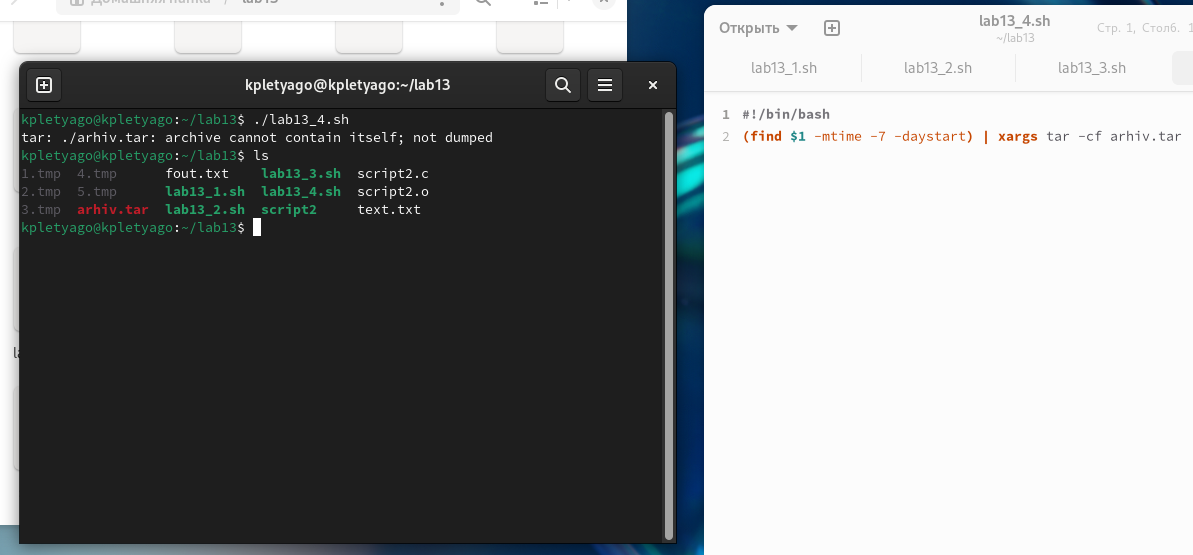 Домашняя папка / lab13
kpletyago@kpletyago:~/lab13
kpletyago@kpletyago:~/lab13$ ./lab13_4.sh
tar: ./arhiv.tar: archive cannot contain itself; not dumped
kpletyago@kpletyago:~/lab13$ ls
1.tmp 4.tmp fout.txt lab13_3.sh script2.c
2.tmp 5.tmp lab13_1.sh lab13_4.sh script2.o
3.tmp arhiv.tar lab13_2.sh script2 text.txt
kpletyago@kpletyago:~/lab13$
Открыть
lab13_4.sh
~/lab13
Стр. 1, Столб. 1
lab13_1.sh lab13_2.sh lab13_3.sh
1 #!/bin/bash
2 (find $1 -mtime -7 -daystart) | xargs tar -cf arhiv.tar